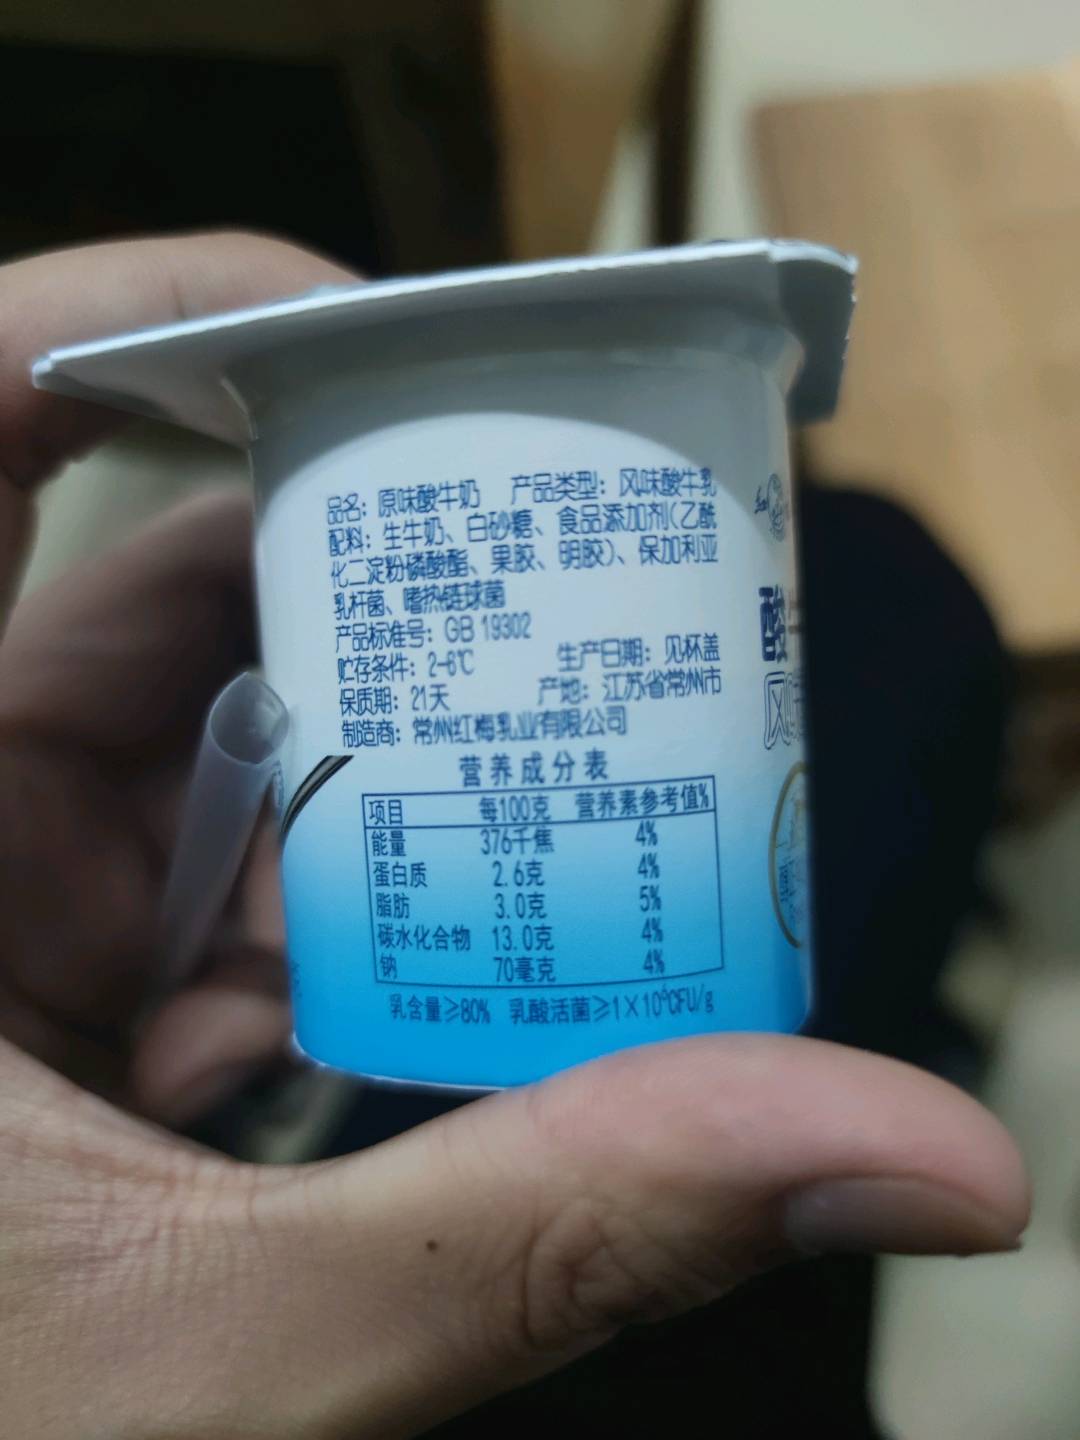 品名：原味酸牛奶 产品类型：风味酸牛乳
配料：生牛奶、白砂糖、食品添加剂（乙酰
化二淀粉磷酸酯、果胶、明胶）、保加利亚
乳杆菌、嗜热链球菌
产品标准号：GB 19302
贮存条件：2-6℃ 生产日期：见杯盖
保质期：21天 产地：江苏省常州市
制造商：常州红梅乳业有限公司
营养成分表
项目 每100克 营养素参考值%
能量 376千焦 4%
蛋白质 2.6克 4%
脂肪 3.0克 5%
碳水化合物 13.0克 4%
钠 70毫克 4%
乳含量≥80% 乳酸活菌≥1×10⁶CFU/g
酸
风